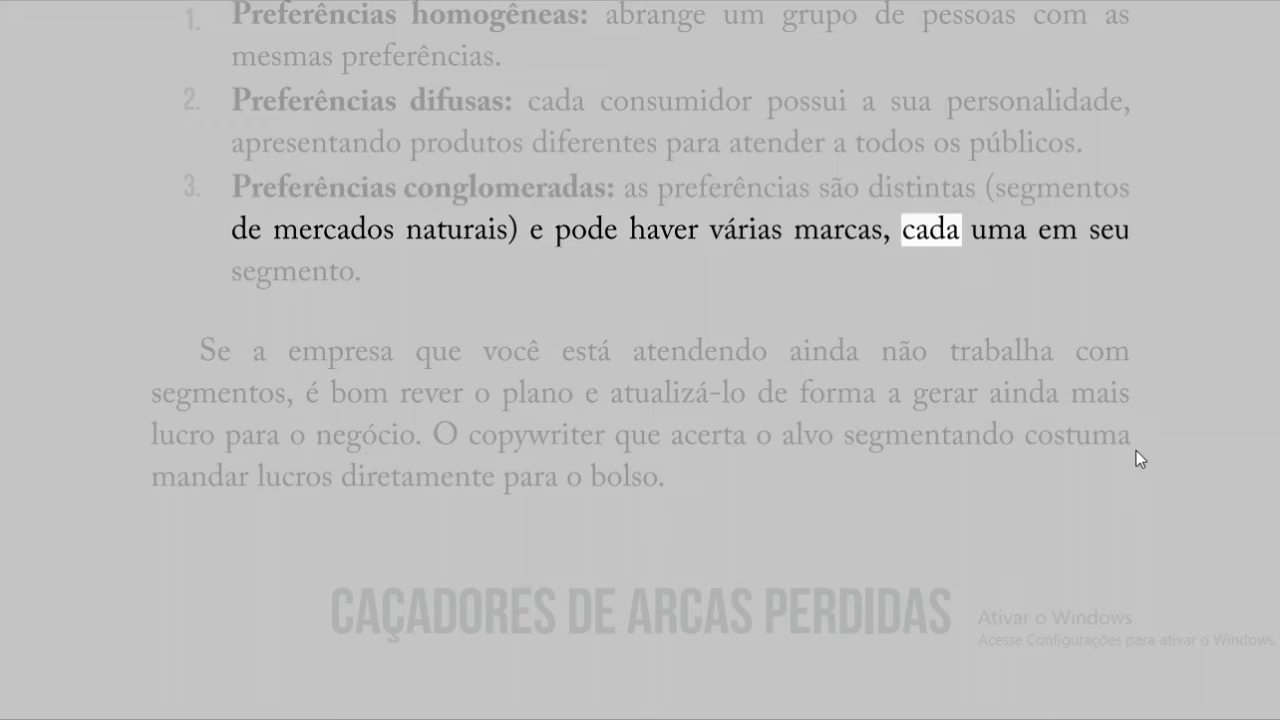 1. Preferências homogêneas: abrange um grupo de pessoas com as
mesmas preferências.
2. Preferências difusas: cada consumidor possui a sua personalidade,
apresentando produtos diferentes para atender a todos os públicos.
3. Preferências conglomeradas: as preferências são distintas (segmentos
de mercados naturais) e pode haver várias marcas, cada uma em seu
segmento.
Se a empresa que você está atendendo ainda não trabalha com
segmentos, é bom rever o plano e atualizá-lo de forma a gerar ainda mais
lucro para o negócio. O copywriter que acerta o alvo segmentando costuma
mandar lucros diretamente para o bolso.
CAÇADORES DE ARCAS PERDIDAS
Ativar o Windows
Acesse Configurações para ativar o Windows.